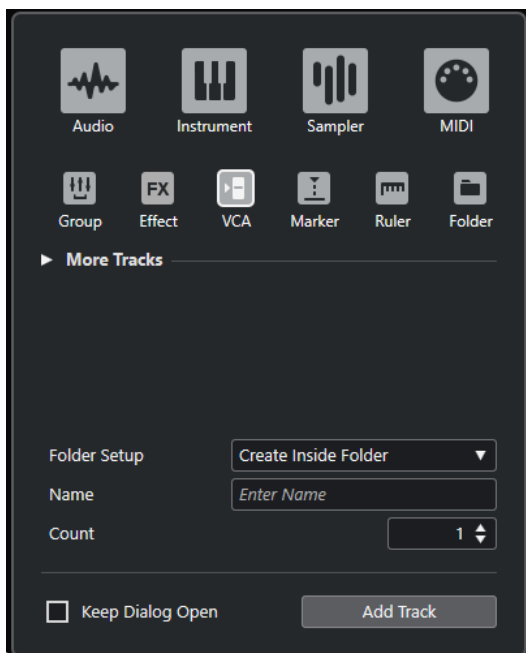 Audio Instrument Sampler MIDI
FX
Group Effect VCA Marker Ruler Folder
More Tracks
Folder Setup Create Inside Folder
Name Enter Name
Count 1
Keep Dialog Open Add Track